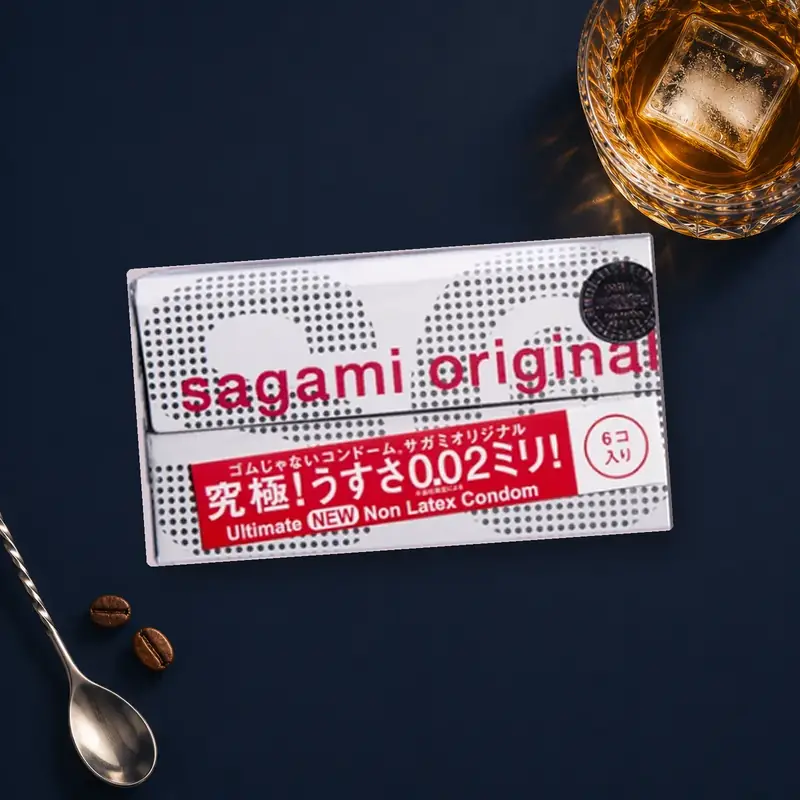 sagami original
ゴムじゃないコンドーム。サガミオリジナル
究極!うすさ0.02ミリ!
Ultimate NEW Non Latex Condom
6コ
入り